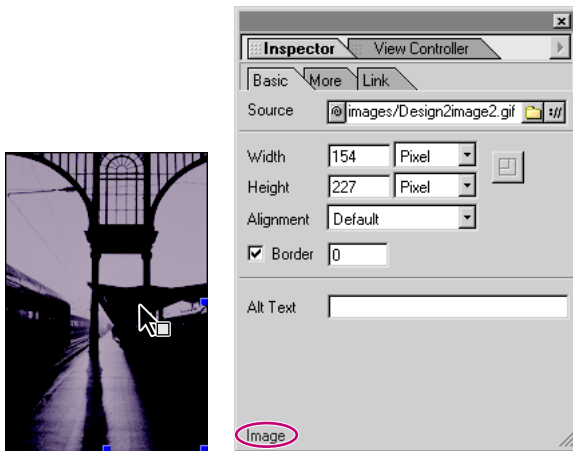 Inspector View Controller
Basic More Link
Source images/Design2image2.gif
Width 154 Pixel
Height 227 Pixel
Alignment Default
Border 0
Alt Text
Image